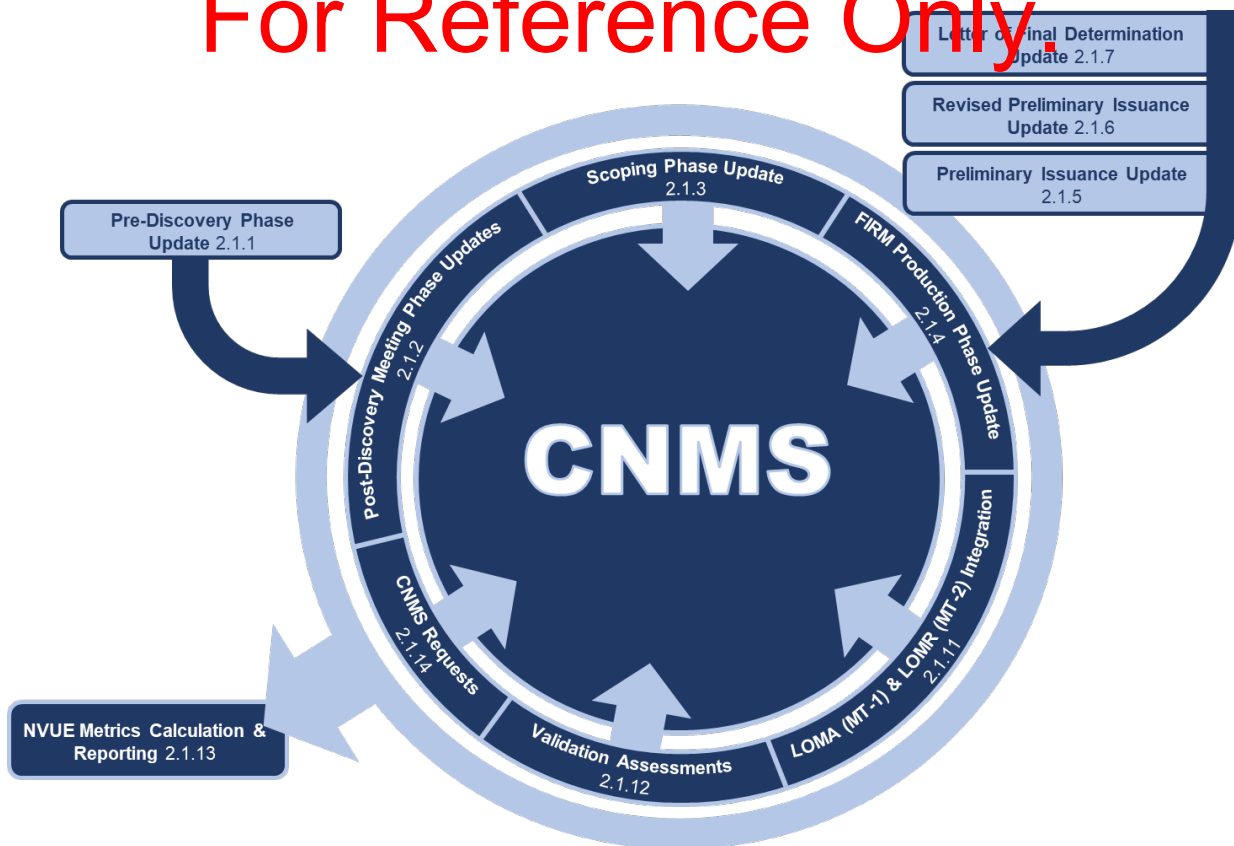 For Reference Only.
Letter of Final Determination
Update 2.1.7
Revised Preliminary Issuance
Update 2.1.6
Preliminary Issuance Update
2.1.5
Scoping Phase Update
2.1.3
Pre-Discovery Phase
Update 2.1.1
Post-Discovery Meeting Phase Updates
2.1.2
FIRM Production Phase Update
2.1.4
CNMS
LOMA (MT-1) & LOMR (MT-2) Integration
2.1.11
CNMS Requests
2.1.14
Validation Assessments
2.1.12
NVUE Metrics Calculation &
Reporting 2.1.13